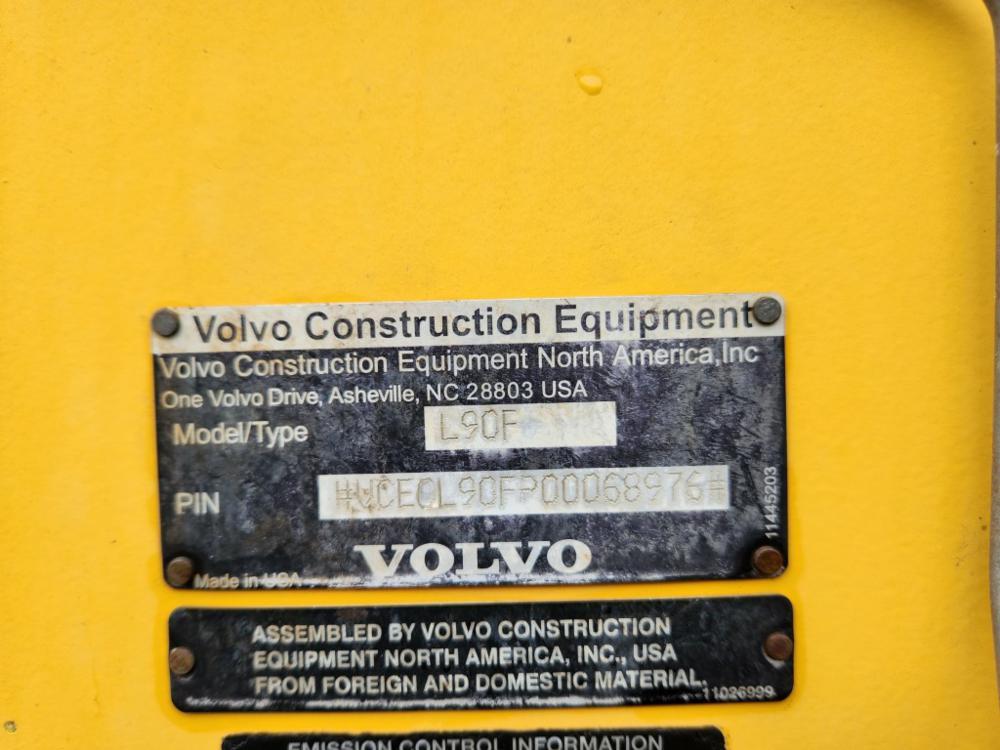 Volvo Construction Equipment
Volvo Construction Equipment North America,Inc
One Volvo Drive, Asheville, NC 28803 USA
Model/Type L90F
PIN #VCE0L90FP00068976#
11445203
VOLVO
Made in USA
ASSEMBLED BY VOLVO CONSTRUCTION
EQUIPMENT NORTH AMERICA, INC., USA
FROM FOREIGN AND DOMESTIC MATERIAL.
11026999
EMISSION CONTROL INFORMATION